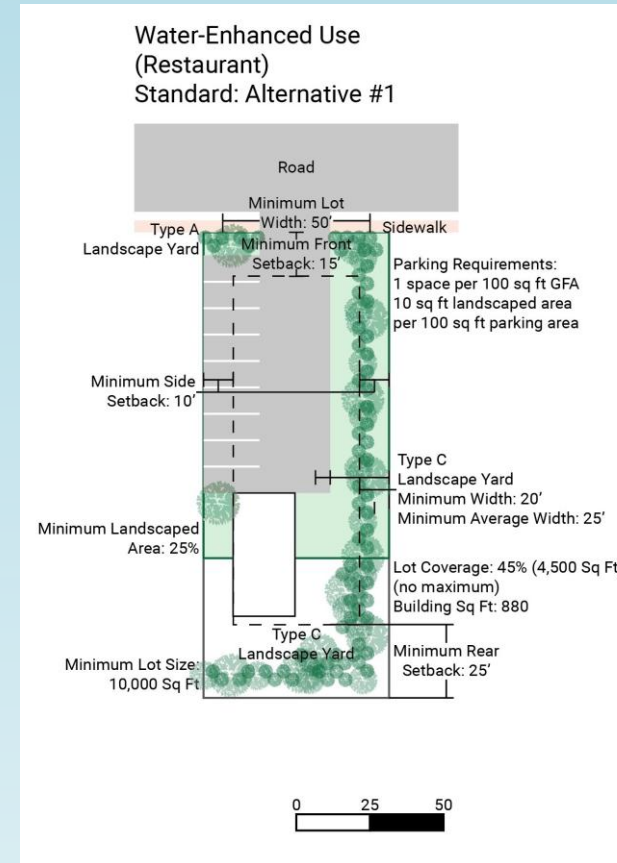 Water-Enhanced Use
(Restaurant)
Standard: Alternative #1
Road
Minimum Lot
Width: 50'
Type A
Landscape Yard
Sidewalk
Minimum Front
Setback: 15'
Parking Requirements:
1 space per 100 sq ft GFA
10 sq ft landscaped area
per 100 sq ft parking area
Minimum Side
Setback: 10'
Type C
Landscape Yard
Minimum Width: 20'
Minimum Average Width: 25'
Minimum Landscaped
Area: 25%
Lot Coverage: 45% (4,500 Sq Ft
(no maximum)
Building Sq Ft: 880
Type C
Landscape Yard
Minimum Rear
Setback: 25'
Minimum Lot Size:
10,000 Sq Ft
0 25 50